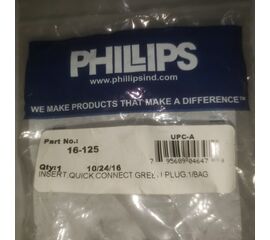 PHILLIPS
www.phillipsind.com
WE MAKE PRODUCTS THAT MAKE A DIFFERENCE™
Part No.: UPC-A
16-125
Qty:1 10/24/16
INSERT,QUICK CONNECT GREEN PLUG,1/BAG